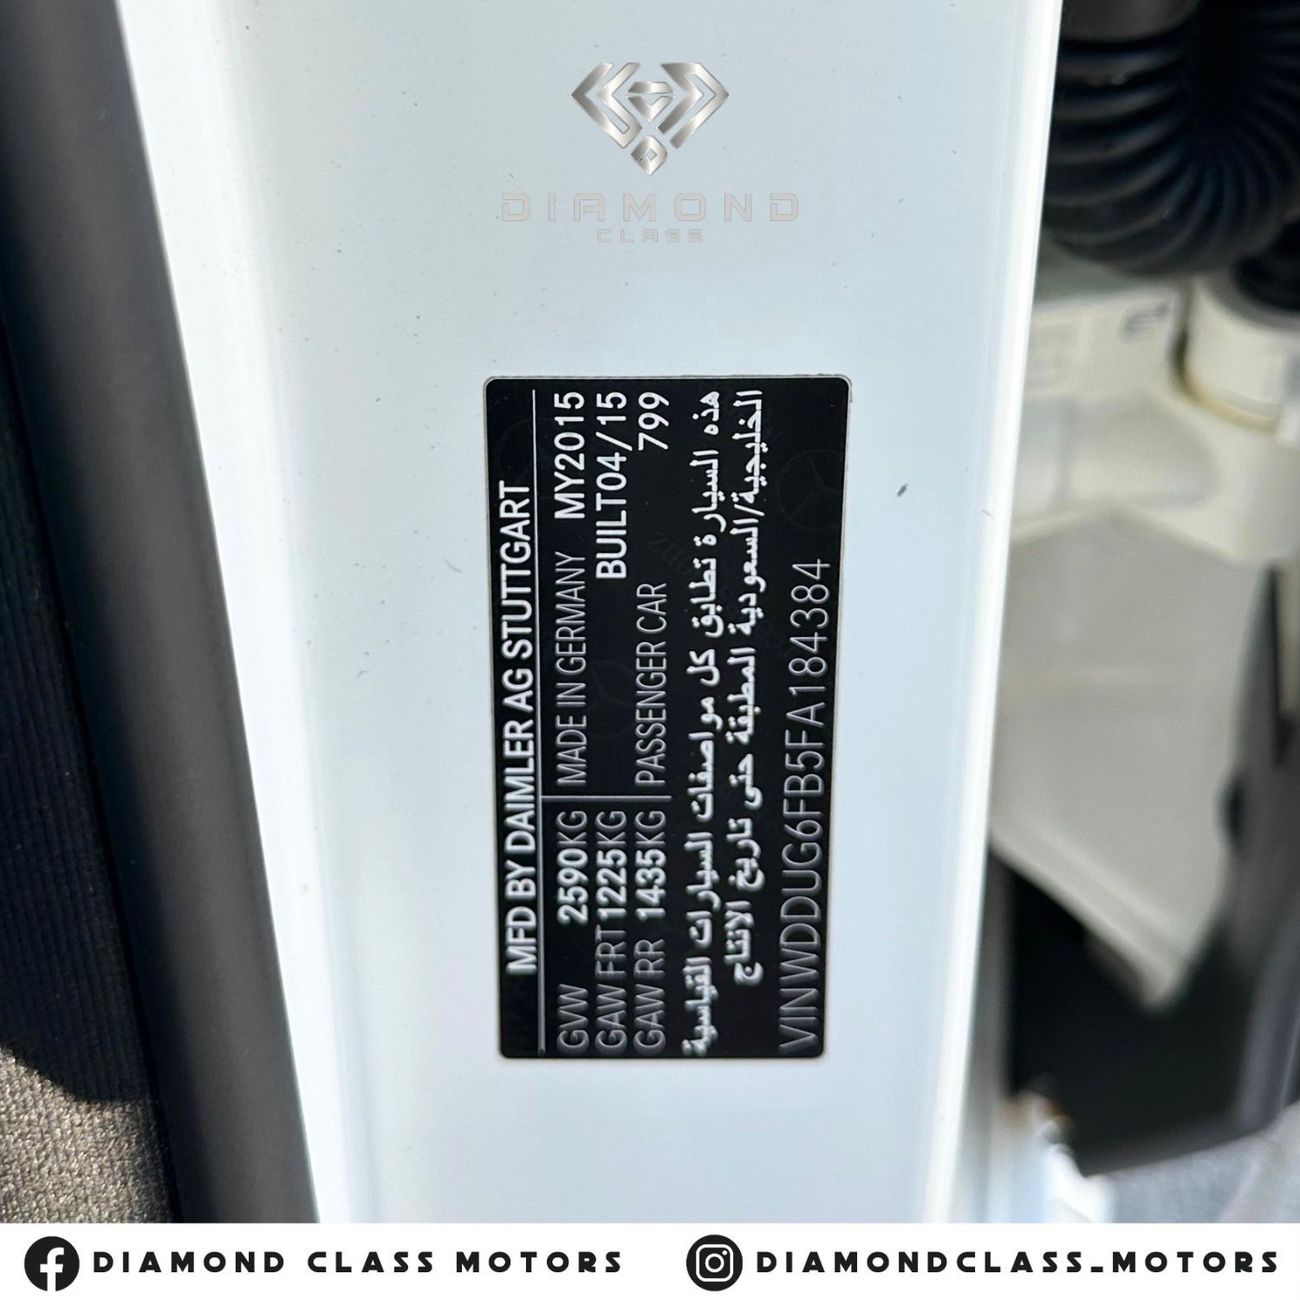 DIAMOND
CLASS
MFD BY DAIMLER AG STUTTGART
GVW 2590KG MADE IN GERMANY MY2015
GAW FRT 1225KG BUILT04/15
GAW RR 1435KG PASSENGER CAR 799
هذه السيارة تطابق كل مواصفات السيارات القياسية
الخليجية/السعودية المطبقة حتى تاريخ الانتاج
VINWDDUG6FB5FA184384
DIAMOND CLASS MOTORS
DIAMONDCLASS_MOTORS